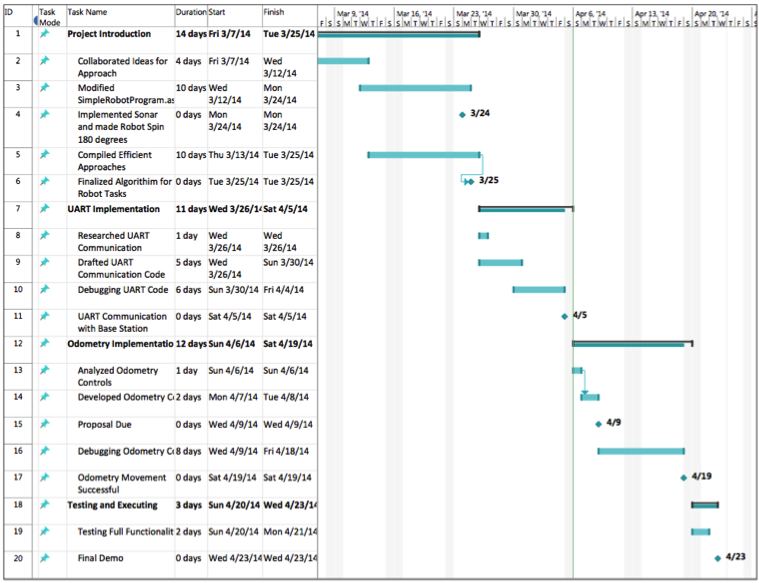 ID Task Mode Task Name Duration Start Finish
Mar 9, '14 Mar 16, '14 Mar 23, '14 Mar 30, '14 Apr 6, '14 Apr 13, '14 Apr 20, '14
F S S M T W T F S S M T W T F S S M T W T F S S M T W T F S S M T W T F S S M T W T F S S M T W T F S
1 Project Introduction 14 days Fri 3/7/14 Tue 3/25/14
2 Collaborated Ideas for Approach 4 days Fri 3/7/14 Wed 3/12/14
3 Modified SimpleRobotProgram.as 10 days Wed 3/12/14 Mon 3/24/14
4 Implemented Sonar and made Robot Spin 180 degrees 0 days Mon 3/24/14 Mon 3/24/14 3/24
5 Compiled Efficient Approaches 10 days Thu 3/13/14 Tue 3/25/14
6 Finalized Algorithim for Robot Tasks 0 days Tue 3/25/14 Tue 3/25/14 3/25
7 UART Implementation 11 days Wed 3/26/14 Sat 4/5/14
8 Researched UART Communication 1 day Wed 3/26/14 Wed 3/26/14
9 Drafted UART Communication Code 5 days Wed 3/26/14 Sun 3/30/14
10 Debugging UART Code 6 days Sun 3/30/14 Fri 4/4/14
11 UART Communication with Base Station 0 days Sat 4/5/14 Sat 4/5/14 4/5
12 Odometry Implementatio 12 days Sun 4/6/14 Sat 4/19/14
13 Analyzed Odometry Controls 1 day Sun 4/6/14 Sun 4/6/14
14 Developed Odometry C 2 days Mon 4/7/14 Tue 4/8/14
15 Proposal Due 0 days Wed 4/9/14 Wed 4/9/14 4/9
16 Debugging Odometry C 8 days Wed 4/9/14 Fri 4/18/14
17 Odometry Movement Successful 0 days Sat 4/19/14 Sat 4/19/14 4/19
18 Testing and Executing 3 days Sun 4/20/14 Wed 4/23/14
19 Testing Full Functionalit 2 days Sun 4/20/14 Mon 4/21/14
20 Final Demo 0 days Wed 4/23/14 Wed 4/23/14 4/23